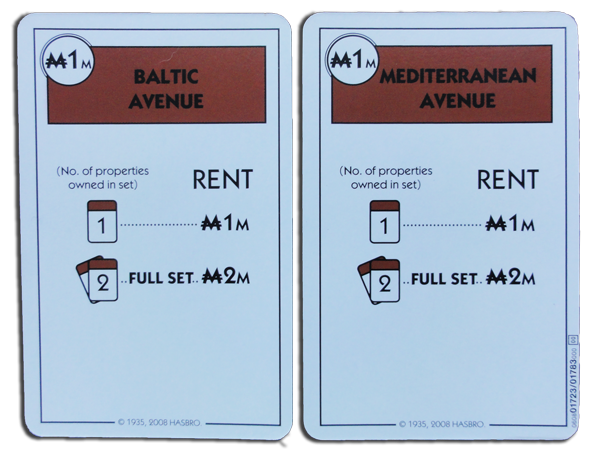 ₩1M
BALTIC
AVENUE
(No. of properties
owned in set)
RENT
1 ₩1M
2 FULL SET ₩2M
© 1935, 2008 HASBRO.
₩1M
MEDITERRANEAN
AVENUE
(No. of properties
owned in set)
RENT
1 ₩1M
2 FULL SET ₩2M
© 1935, 2008 HASBRO.
01723/01783